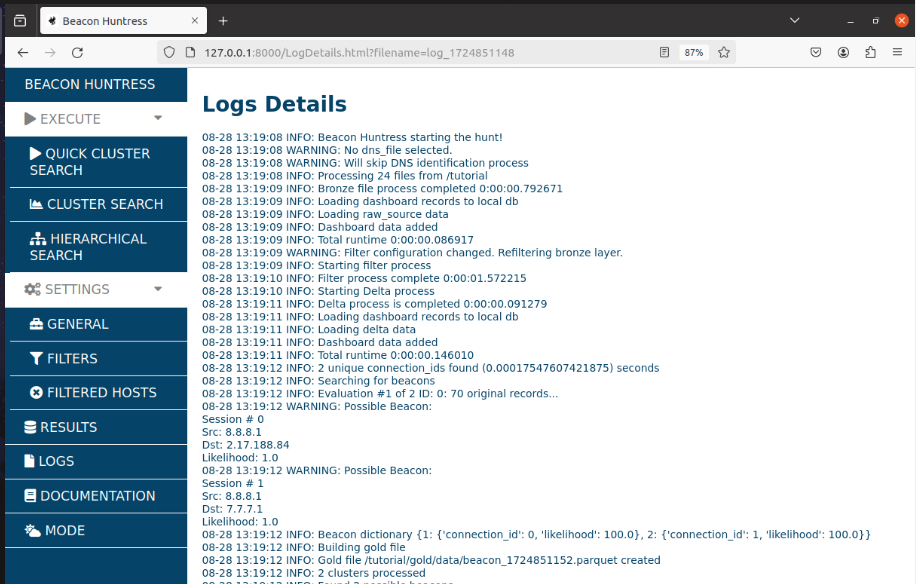 Beacon Huntress
127.0.0.1:8000/LogDetails.html?filename=log_1724851148
87%
BEACON HUNTRESS
EXECUTE
QUICK CLUSTER
SEARCH
CLUSTER SEARCH
HIERARCHICAL
SEARCH
SETTINGS
GENERAL
FILTERS
FILTERED HOSTS
RESULTS
LOGS
DOCUMENTATION
MODE
Logs Details
08-28 13:19:08 INFO: Beacon Huntress starting the hunt!
08-28 13:19:08 WARNING: No dns_file selected.
08-28 13:19:08 WARNING: Will skip DNS identification process
08-28 13:19:08 INFO: Processing 24 files from /tutorial
08-28 13:19:09 INFO: Bronze file process completed 0:00:00.792671
08-28 13:19:09 INFO: Loading dashboard records to local db
08-28 13:19:09 INFO: Loading raw_source data
08-28 13:19:09 INFO: Dashboard data added
08-28 13:19:09 INFO: Total runtime 0:00:00.086917
08-28 13:19:09 WARNING: Filter configuration changed. Refiltering bronze layer.
08-28 13:19:09 INFO: Starting filter process
08-28 13:19:10 INFO: Filter process complete 0:00:01.572215
08-28 13:19:10 INFO: Starting Delta process
08-28 13:19:11 INFO: Delta process is completed 0:00:00.091279
08-28 13:19:11 INFO: Loading dashboard records to local db
08-28 13:19:11 INFO: Loading delta data
08-28 13:19:11 INFO: Dashboard data added
08-28 13:19:11 INFO: Total runtime 0:00:00.146010
08-28 13:19:12 INFO: 2 unique connection_ids found (0.00017547607421875) seconds
08-28 13:19:12 INFO: Searching for beacons
08-28 13:19:12 INFO: Evaluation #1 of 2 ID: 0: 70 original records...
08-28 13:19:12 WARNING: Possible Beacon:
Session # 0
Src: 8.8.8.1
Dst: 2.17.188.84
Likelihood: 1.0
08-28 13:19:12 WARNING: Possible Beacon:
Session # 1
Src: 8.8.8.1
Dst: 7.7.7.1
Likelihood: 1.0
08-28 13:19:12 INFO: Beacon dictionary {1: {'connection_id': 0, 'likelihood': 100.0}, 2: {'connection_id': 1, 'likelihood': 100.0}}
08-28 13:19:12 INFO: Building gold file
08-28 13:19:12 INFO: Gold file /tutorial/gold/data/beacon_1724851152.parquet created
08-28 13:19:12 INFO: 2 clusters processed
08-28 13:19:12 INFO: Found 2 possible beacons